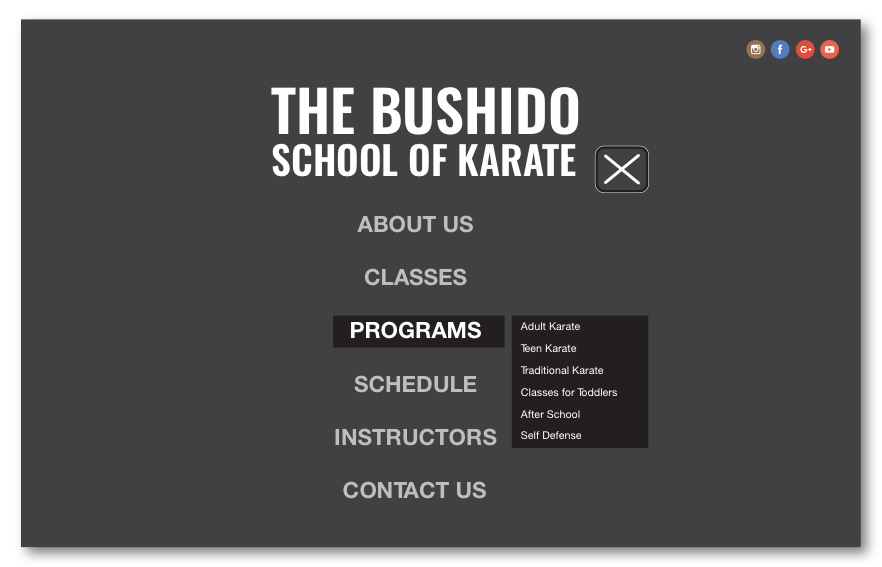 THE BUSHIDO
SCHOOL OF KARATE
ABOUT US
CLASSES
PROGRAMS
Adult Karate
Teen Karate
Traditional Karate
Classes for Toddlers
After School
Self Defense
SCHEDULE
INSTRUCTORS
CONTACT US